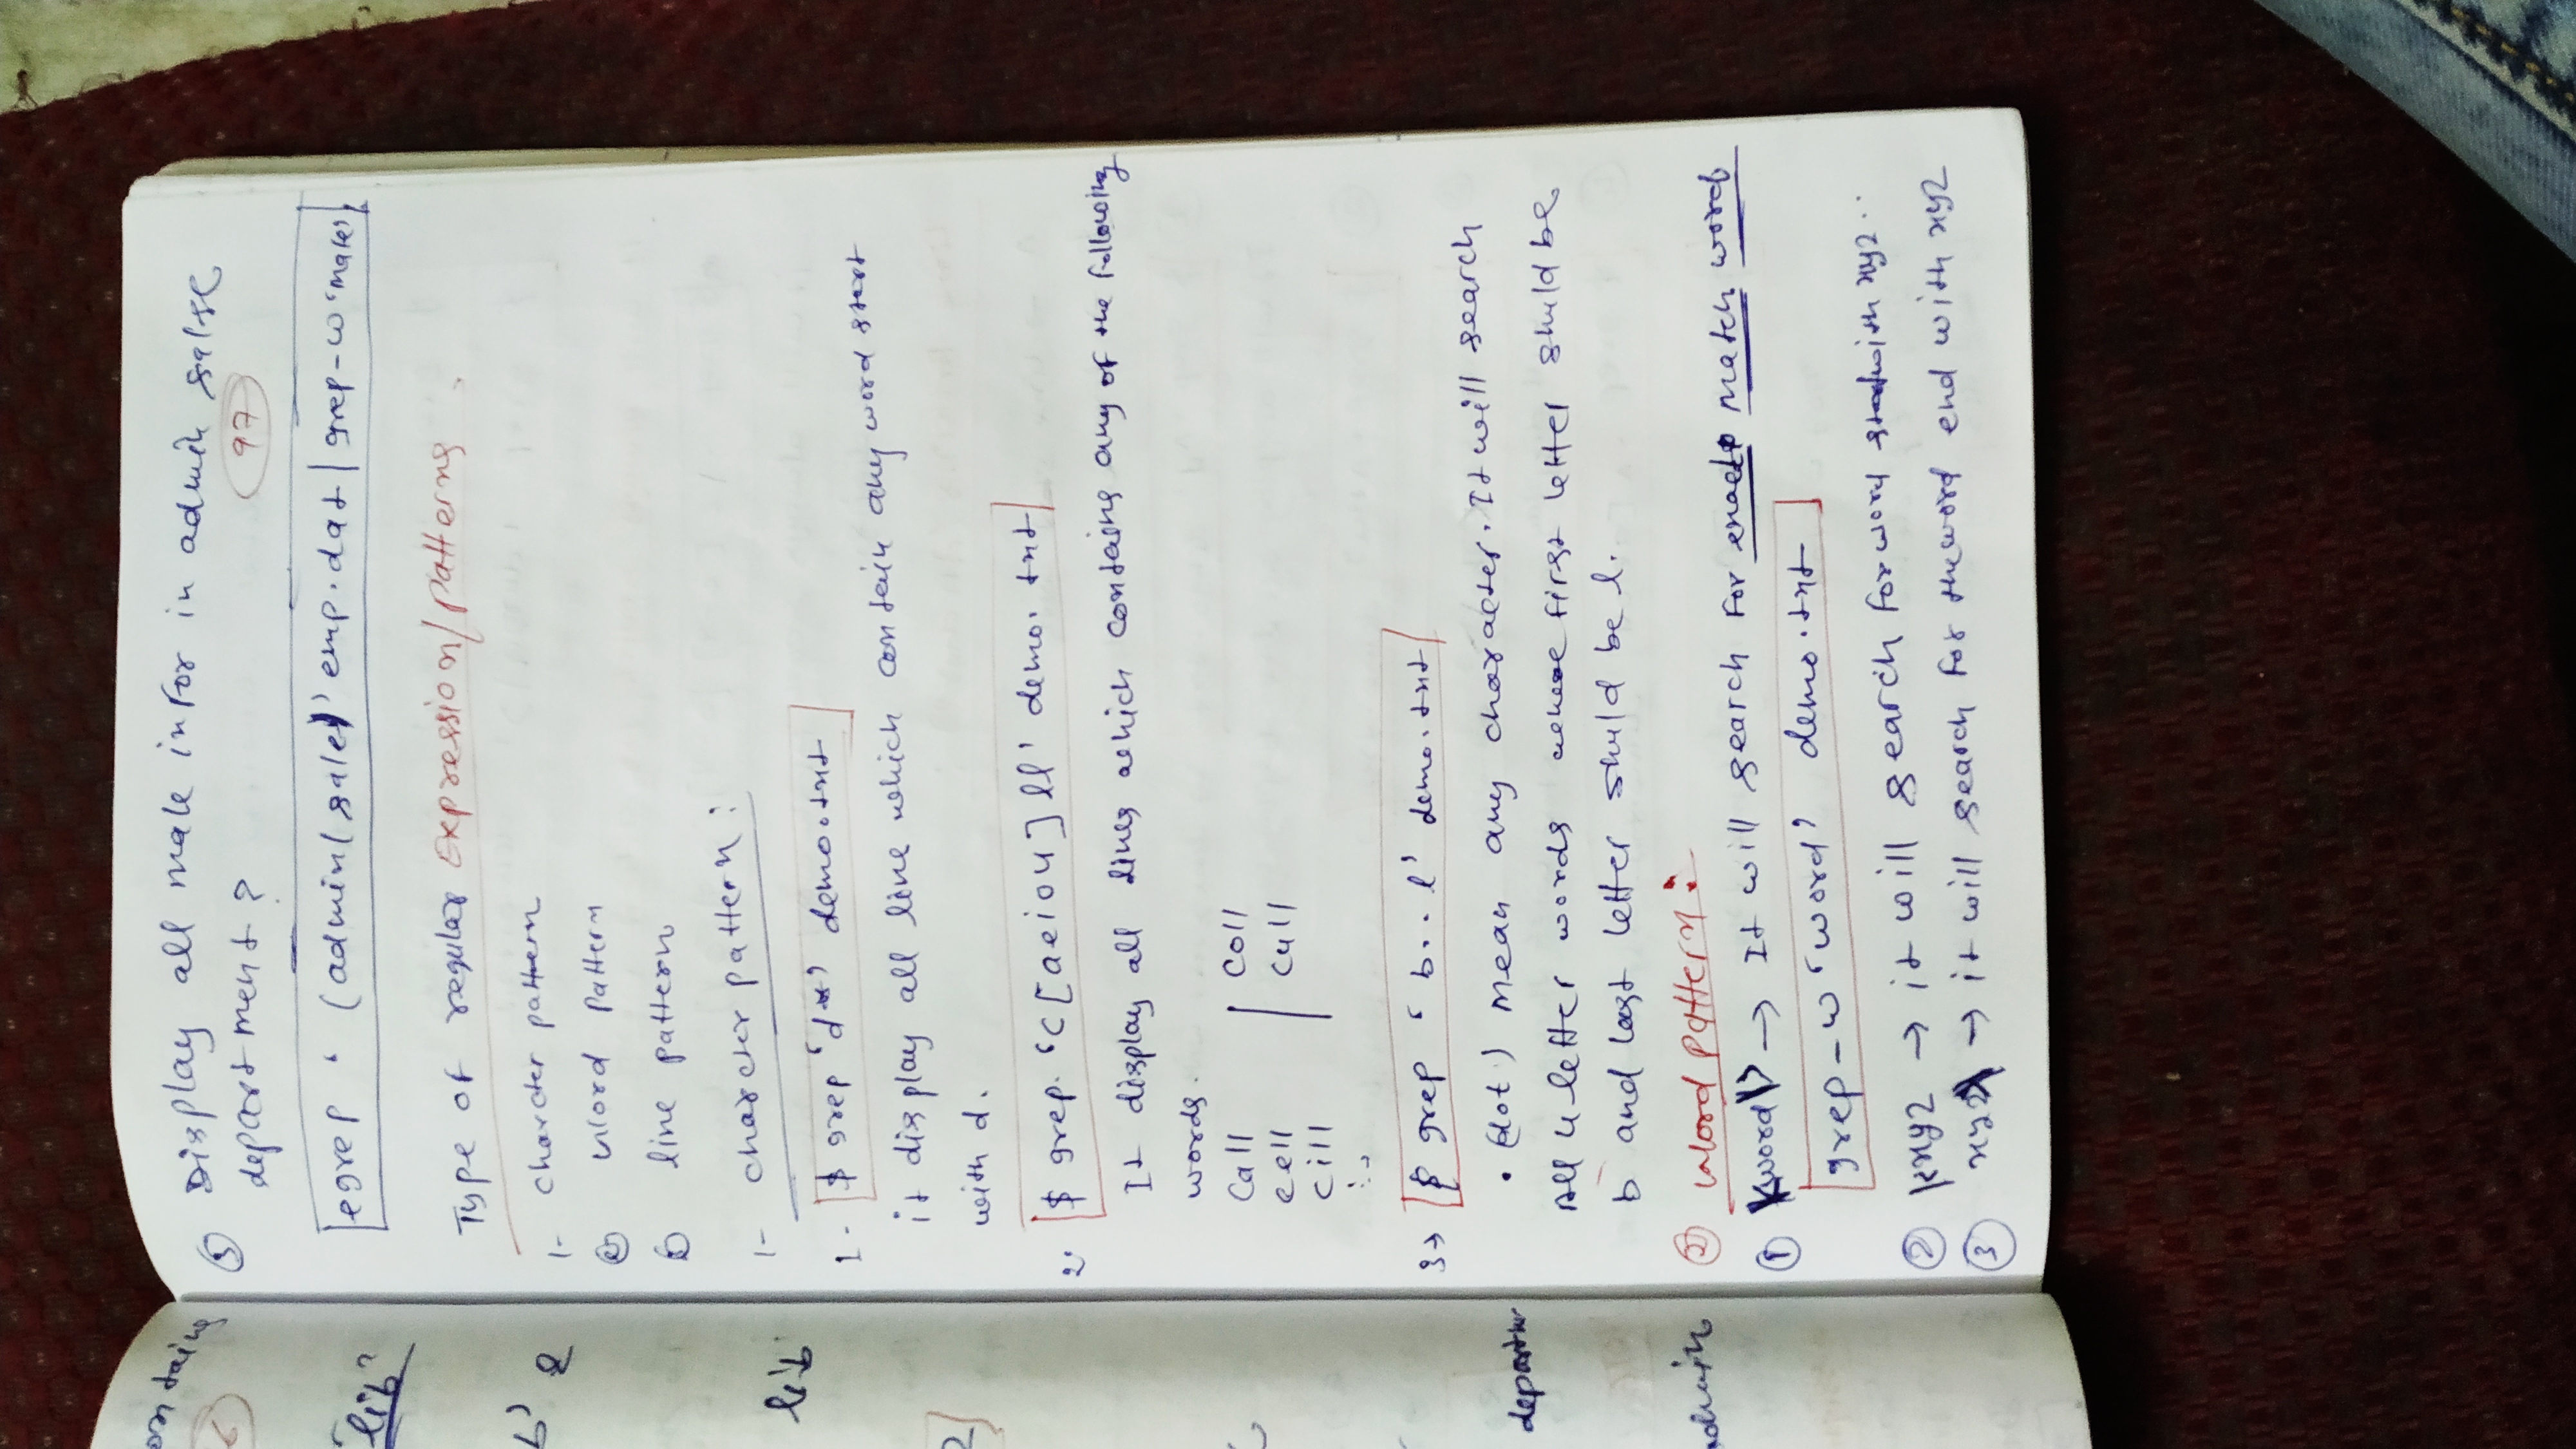 ontaing
6
lib'
b' &
lib
2
departm
admin
5 Display all male infor in admin salse
department ?
97
egrep ' (admin|sales)' emp.dat | grep -w 'male'
Type of regular Expression/patterns
1- charcter pattern
② Word Pattern
③ line pattern
1- charcter pattern :
1- $ grep 'd*' demo.txt
it display all line which contain any word start
with d.
2. $ grep 'c[aeiou]ll' demo.txt
It display all lines which contains any of the following
words.
Call | Coll
cell | cull
cill
3→ $ grep ' b..l' demo.txt
. (dot) mean any character. It will search
All 4 letter words where first letter shuld be
b and last letter shuld be l.
② Word pattern :
① \<word\> → It will search for exact match word
grep -w 'word' demo.txt
② \<xyz → it will search for word start with xyz..
③ xyz\> → it will search for the word end with xyz